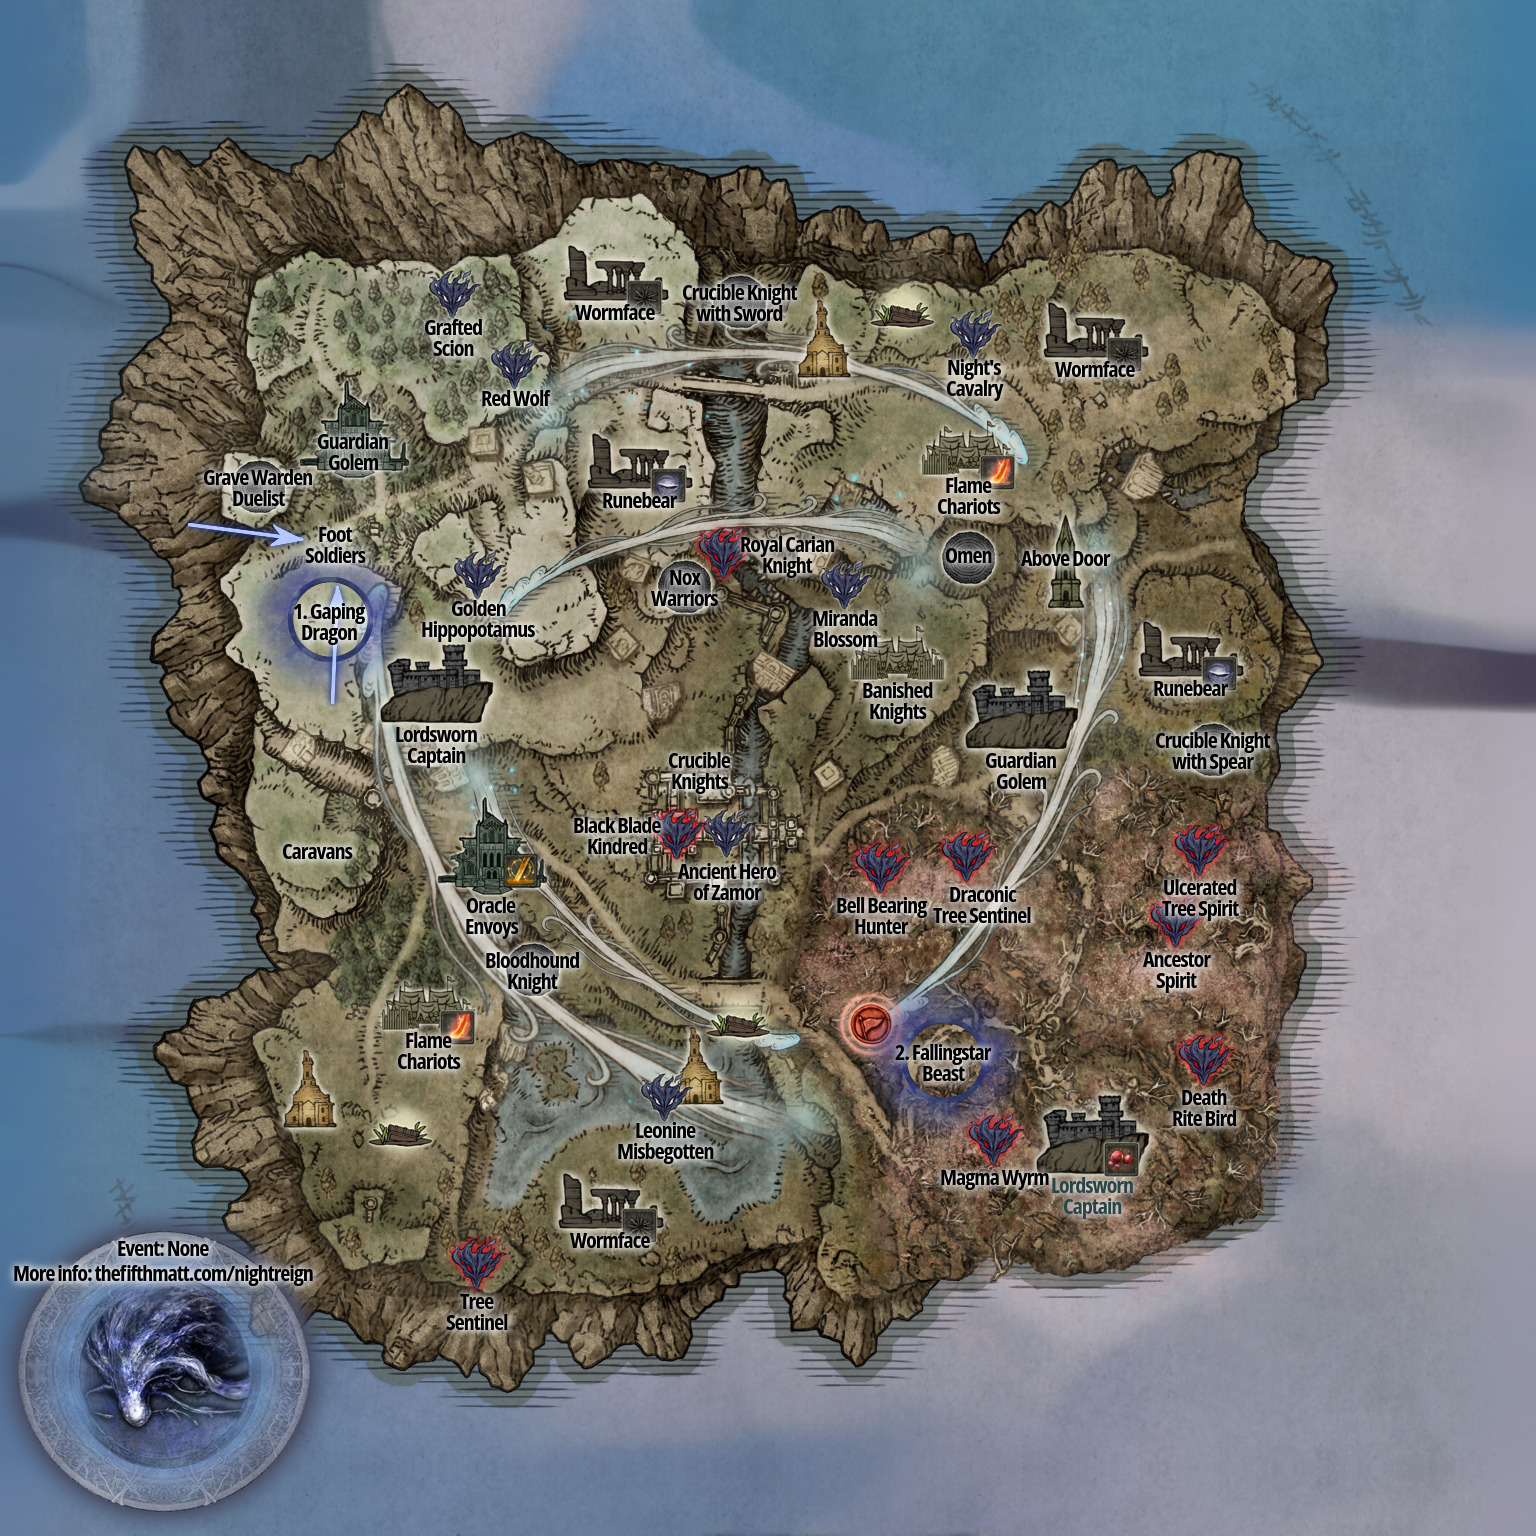 Wormface
Crucible Knight
with Sword
Grafted
Scion
Red Wolf
Night's
Cavalry
Wormface
Guardian
Golem
Grave Warden
Duelist
Runebear
Flame
Chariots
Foot
Soldiers
Royal Carian
Knight
Omen
Above Door
Nox
Warriors
1. Gaping
Dragon
Golden
Hippopotamus
Miranda
Blossom
Banished
Knights
Runebear
Lordsworn
Captain
Guardian
Golem
Crucible Knight
with Spear
Crucible
Knights
Caravans
Black Blade
Kindred
Ancient Hero
of Zamor
Oracle
Envoys
Bell Bearing
Hunter
Draconic
Tree Sentinel
Ulcerated
Tree Spirit
Ancestor
Spirit
Bloodhound
Knight
Flame
Chariots
2. Fallingstar
Beast
Leonine
Misbegotten
Death
Rite Bird
Magma Wyrm
Lordsworn
Captain
Wormface
Tree
Sentinel
Event: None
More info: thefifthmatt.com/nightreign